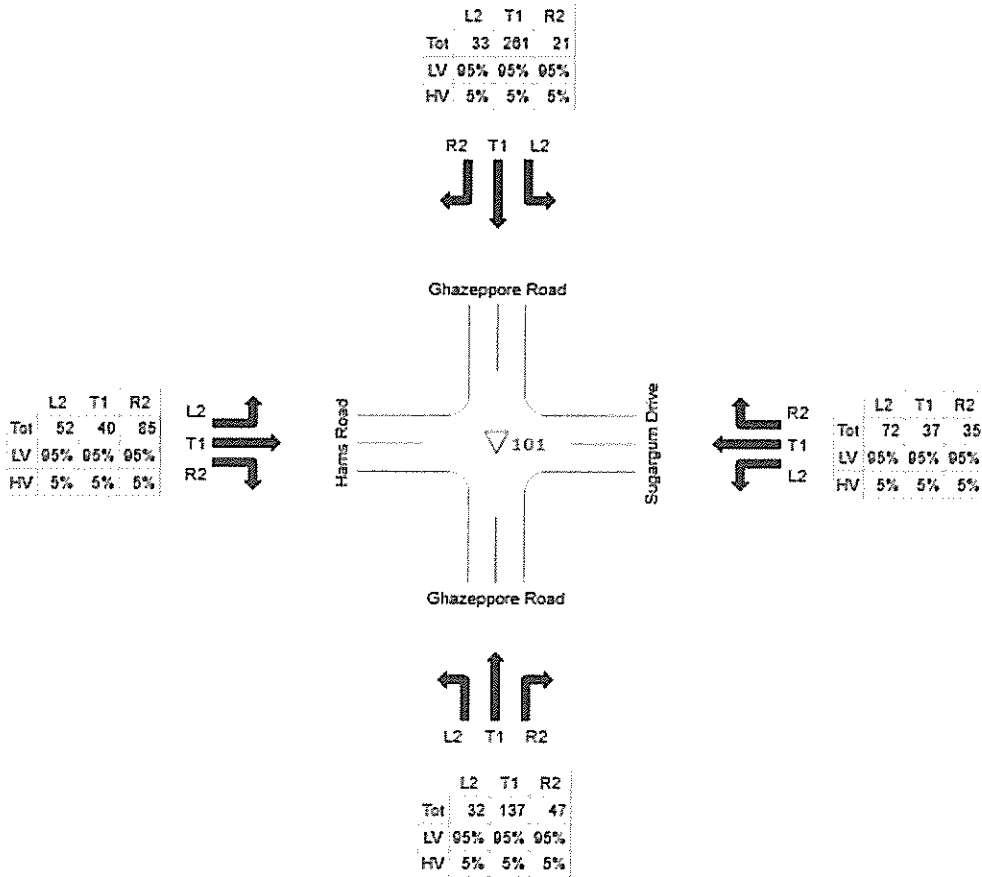 L2 T1 R2
Tot 33 261 21
LV 95% 95% 95%
HV 5% 5% 5%
R2 T1 L2
Ghazeppore Road
L2 T1 R2
Tot 52 40 85
LV 95% 95% 95%
HV 5% 5% 5%
L2
T1
R2
Hams Road
101
Sugargum Drive
R2
T1
L2
L2 T1 R2
Tot 72 37 35
LV 95% 95% 95%
HV 5% 5% 5%
Ghazeppore Road
L2 T1 R2
L2 T1 R2
Tot 32 137 47
LV 95% 95% 95%
HV 5% 5% 5%